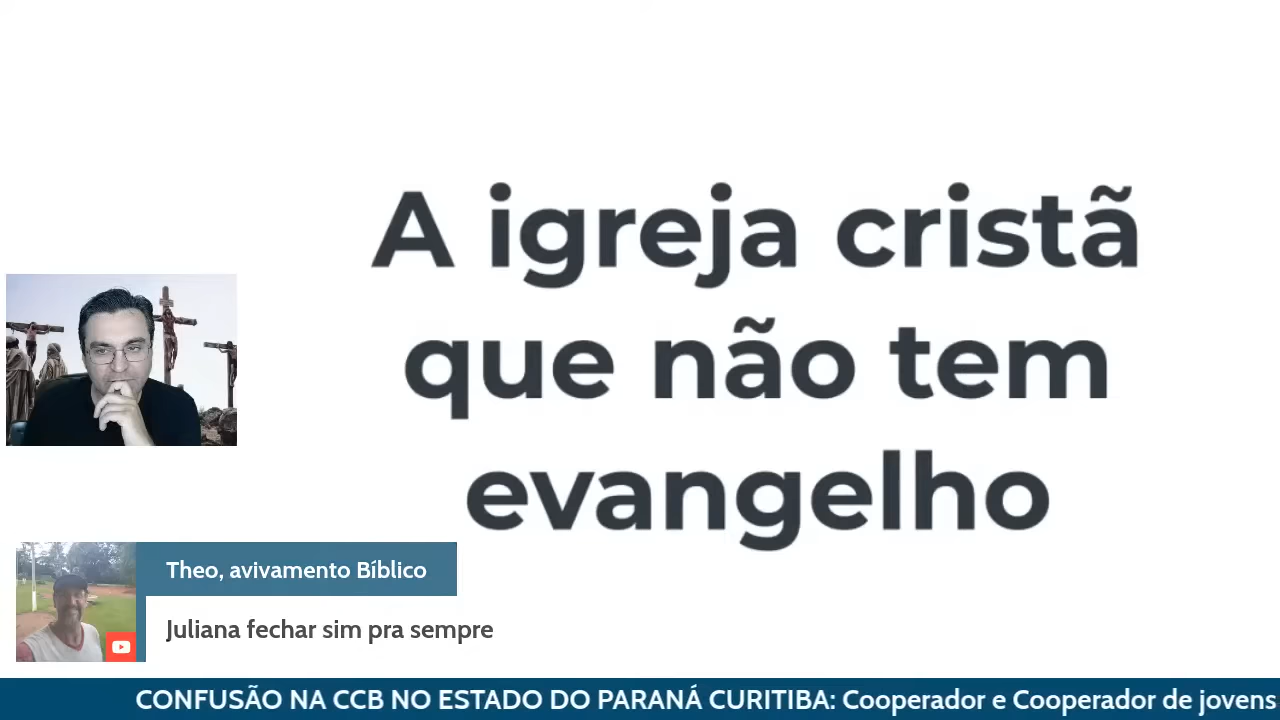 A igreja cristã
que não tem
evangelho
Theo, avivamento Bíblico
Juliana fechar sim pra sempre
CONFUSÃO NA CCB NO ESTADO DO PARANÁ CURITIBA: Cooperador e Cooperador de jovens